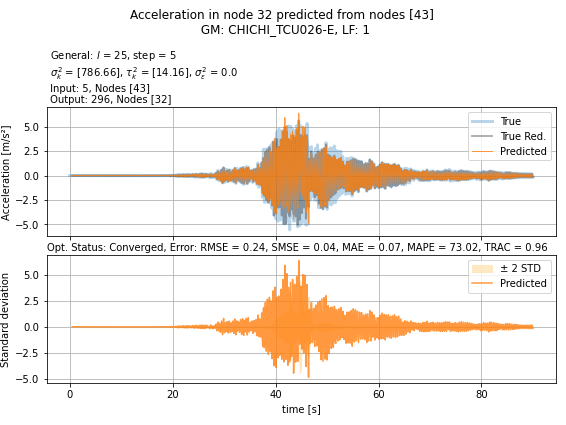 Acceleration in node 32 predicted from nodes [43]
GM: CHICHI_TCU026-E, LF: 1
General: l = 25, step = 5
σ²ₖ = [786.66], τ²ₖ = [14.16], σ²ε = 0.0
Input: 5, Nodes [43]
Output: 296, Nodes [32]
Acceleration [m/s²]
5.0
2.5
0.0
−2.5
−5.0
True
True Red.
Predicted
Opt. Status: Converged, Error: RMSE = 0.24, SMSE = 0.04, MAE = 0.07, MAPE = 73.02, TRAC = 0.96
Standard deviation
5.0
2.5
0.0
−2.5
−5.0
± 2 STD
Predicted
0 20 40 60 80
time [s]